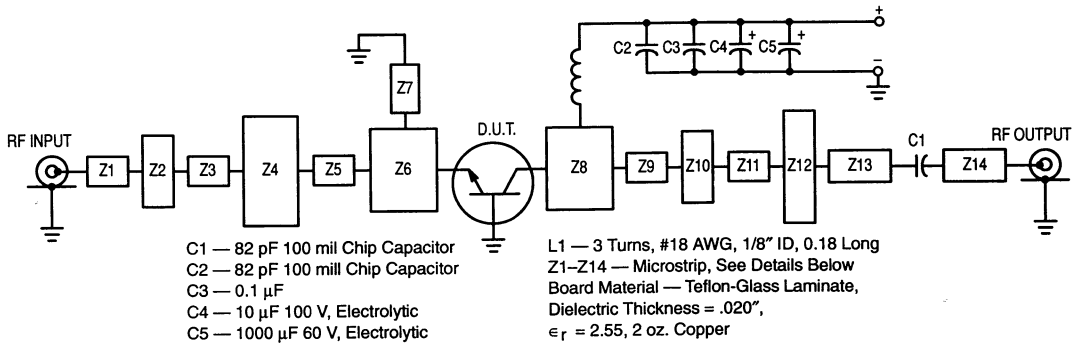 +
C2 C3 C4 + C5 +
−
Z7
D.U.T.
RF INPUT
RF OUTPUT
C1
Z1 Z2 Z3 Z4 Z5 Z6 Z8 Z9 Z10 Z11 Z12 Z13 Z14
C1 — 82 pF 100 mil Chip Capacitor
C2 — 82 pF 100 mill Chip Capacitor
C3 — 0.1 μF
C4 — 10 μF 100 V, Electrolytic
C5 — 1000 μF 60 V, Electrolytic
L1 — 3 Turns, #18 AWG, 1/8″ ID, 0.18 Long
Z1–Z14 — Microstrip, See Details Below
Board Material — Teflon-Glass Laminate,
Dielectric Thickness = .020″,
ϵr = 2.55, 2 oz. Copper